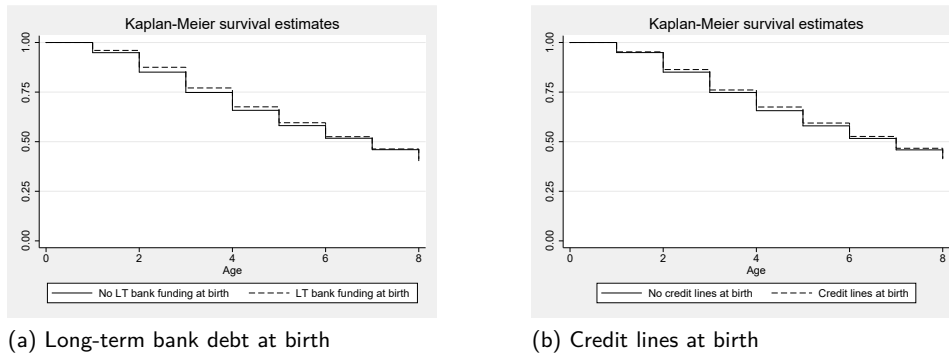 Kaplan-Meier survival estimates
1.00
0.75
0.50
0.25
0.00
0 2 4 6 8
Age
No LT bank funding at birth LT bank funding at birth
(a) Long-term bank debt at birth
Kaplan-Meier survival estimates
1.00
0.75
0.50
0.25
0.00
0 2 4 6 8
Age
No credit lines at birth Credit lines at birth
(b) Credit lines at birth